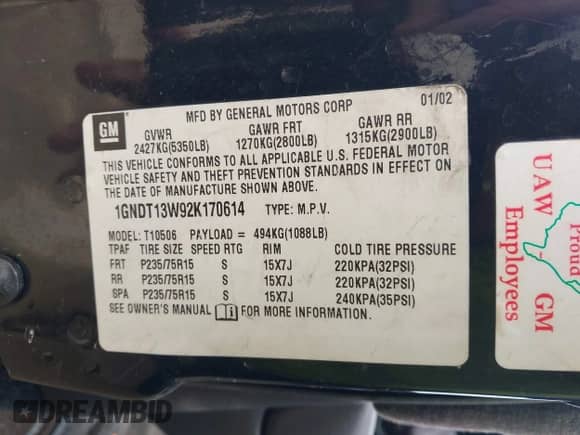 MFD BY GENERAL MOTORS CORP 01/02
GM
GVWR GAWR FRT GAWR RR
2427KG(5350LB) 1270KG(2800LB) 1315KG(2900LB)
THIS VEHICLE CONFORMS TO ALL APPLICABLE U.S. FEDERAL MOTOR
VEHICLE SAFETY AND THEFT PREVENTION STANDARDS IN EFFECT ON
THE DATE OF MANUFACTURE SHOWN ABOVE.
1GNDT13W92K170614 TYPE: M.P.V.
MODEL: T10506 PAYLOAD = 494KG(1088LB)
TPAF TIRE SIZE SPEED RTG RIM COLD TIRE PRESSURE
FRT P235/75R15 S 15X7J 220KPA(32PSI)
RR P235/75R15 S 15X7J 220KPA(32PSI)
SPA P235/75R15 S 15X7J 240KPA(35PSI)
SEE OWNER'S MANUAL i FOR MORE INFORMATION.
Proud
UAW - GM
Employees
DREAMBID